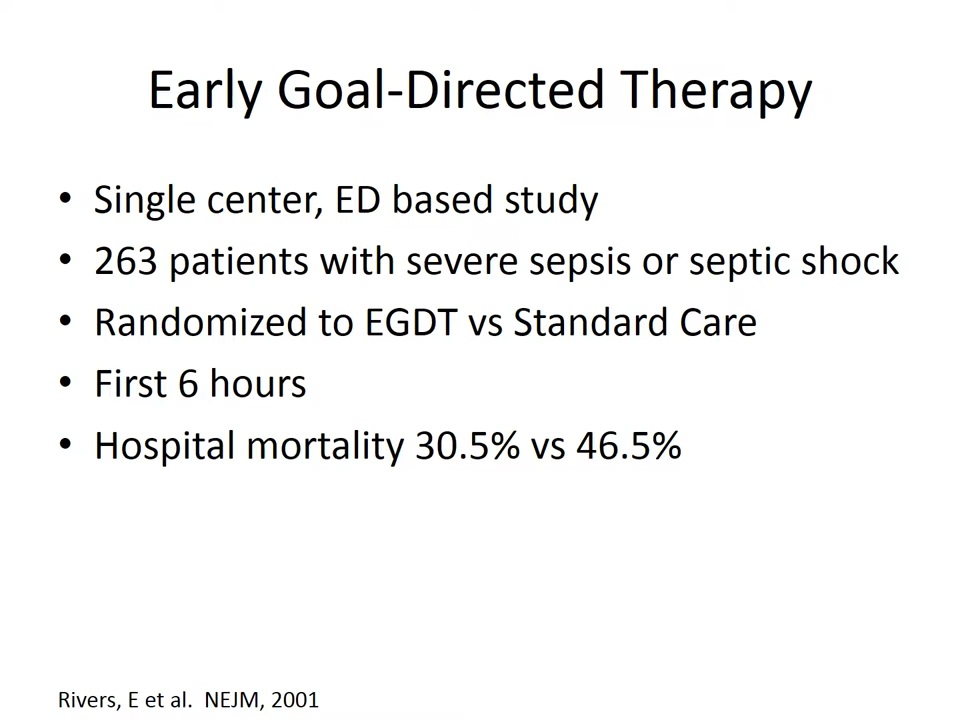 Early Goal-Directed Therapy
• Single center, ED based study
• 263 patients with severe sepsis or septic shock
• Randomized to EGDT vs Standard Care
• First 6 hours
• Hospital mortality 30.5% vs 46.5%
Rivers, E et al.  NEJM, 2001